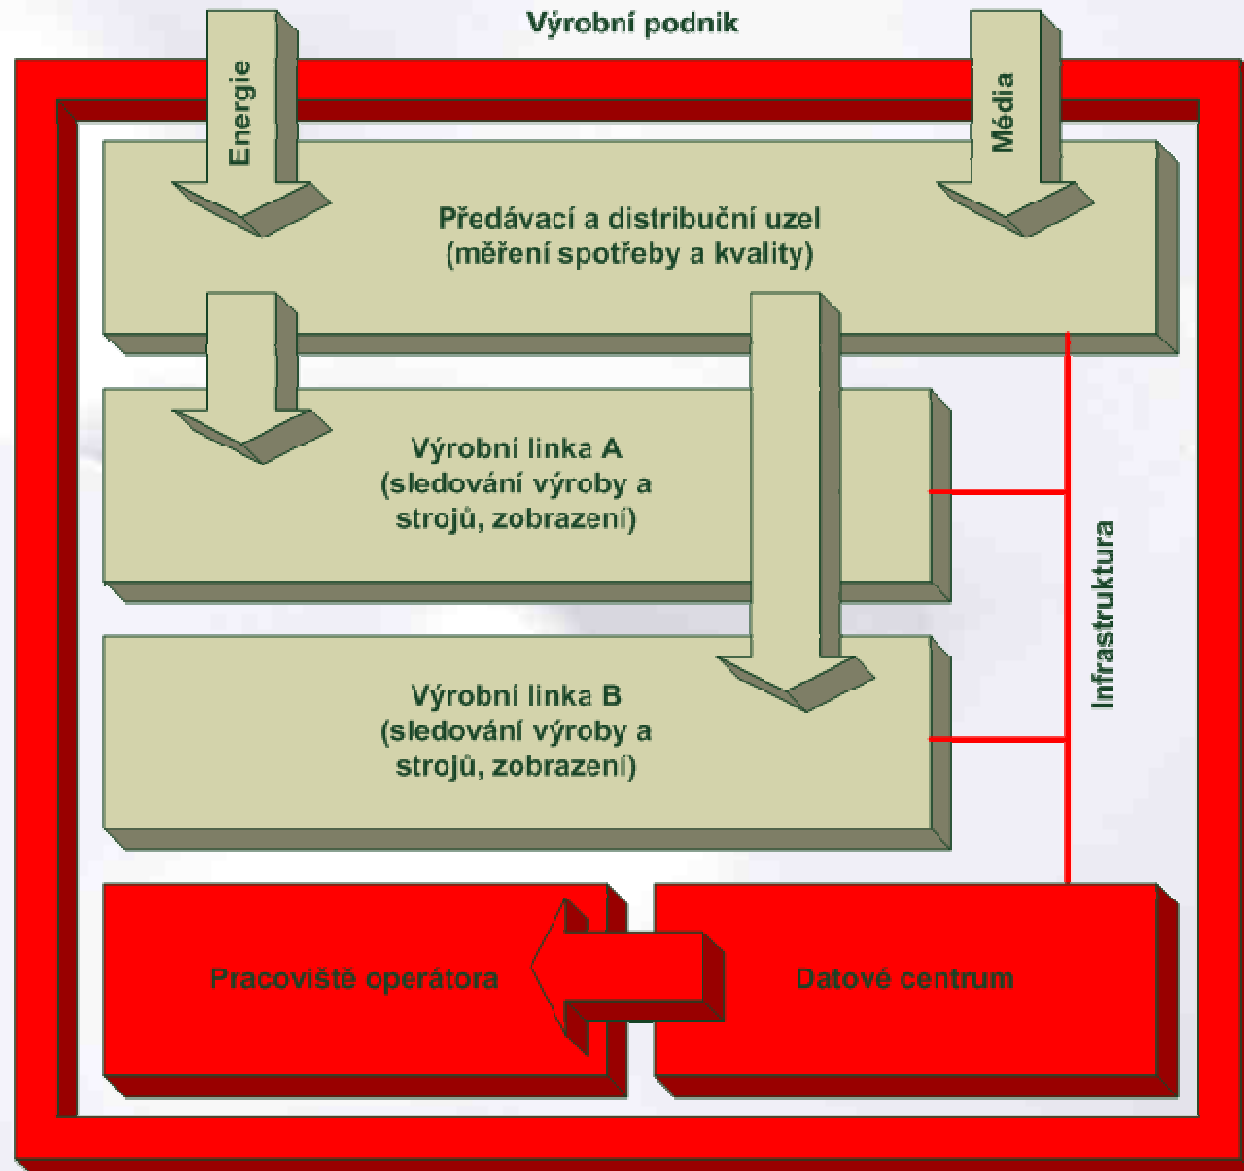 Výrobní podnik
Energie
Média
Předávací a distribuční uzel
(měření spotřeby a kvality)
Výrobní linka A
(sledování výroby a
strojů, zobrazení)
Infrastruktura
Výrobní linka B
(sledování výroby a
strojů, zobrazení)
Pracoviště operátora
Datové centrum